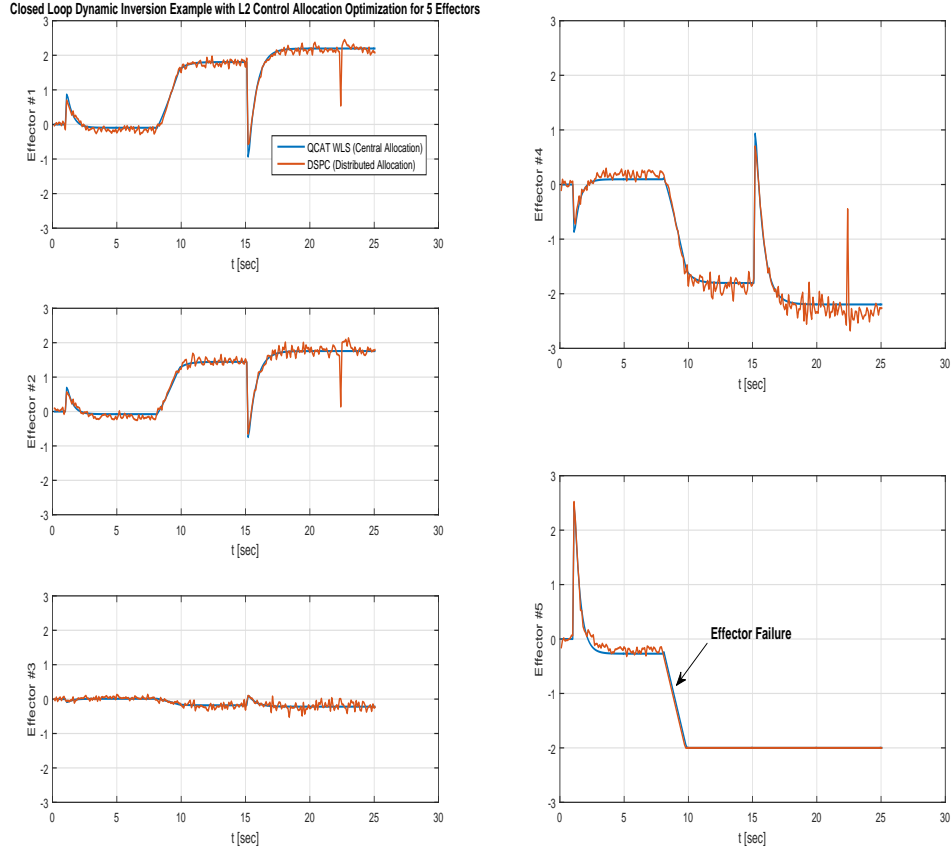 Closed Loop Dynamic Inversion Example with L2 Control Allocation Optimization for 5 Effectors
3
2
1
0
-1
-2
-3
Effector #1
QCAT WLS (Central Allocation)
DSPC (Distributed Allocation)
0 5 10 15 20 25 30
t [sec]
3
2
1
0
-1
-2
-3
Effector #2
0 5 10 15 20 25 30
t [sec]
3
2
1
0
-1
-2
-3
Effector #3
0 5 10 15 20 25 30
t [sec]
3
2
1
0
-1
-2
-3
Effector #4
0 5 10 15 20 25 30
t [sec]
3
2
1
0
-1
-2
-3
Effector #5
Effector Failure
0 5 10 15 20 25 30
t [sec]